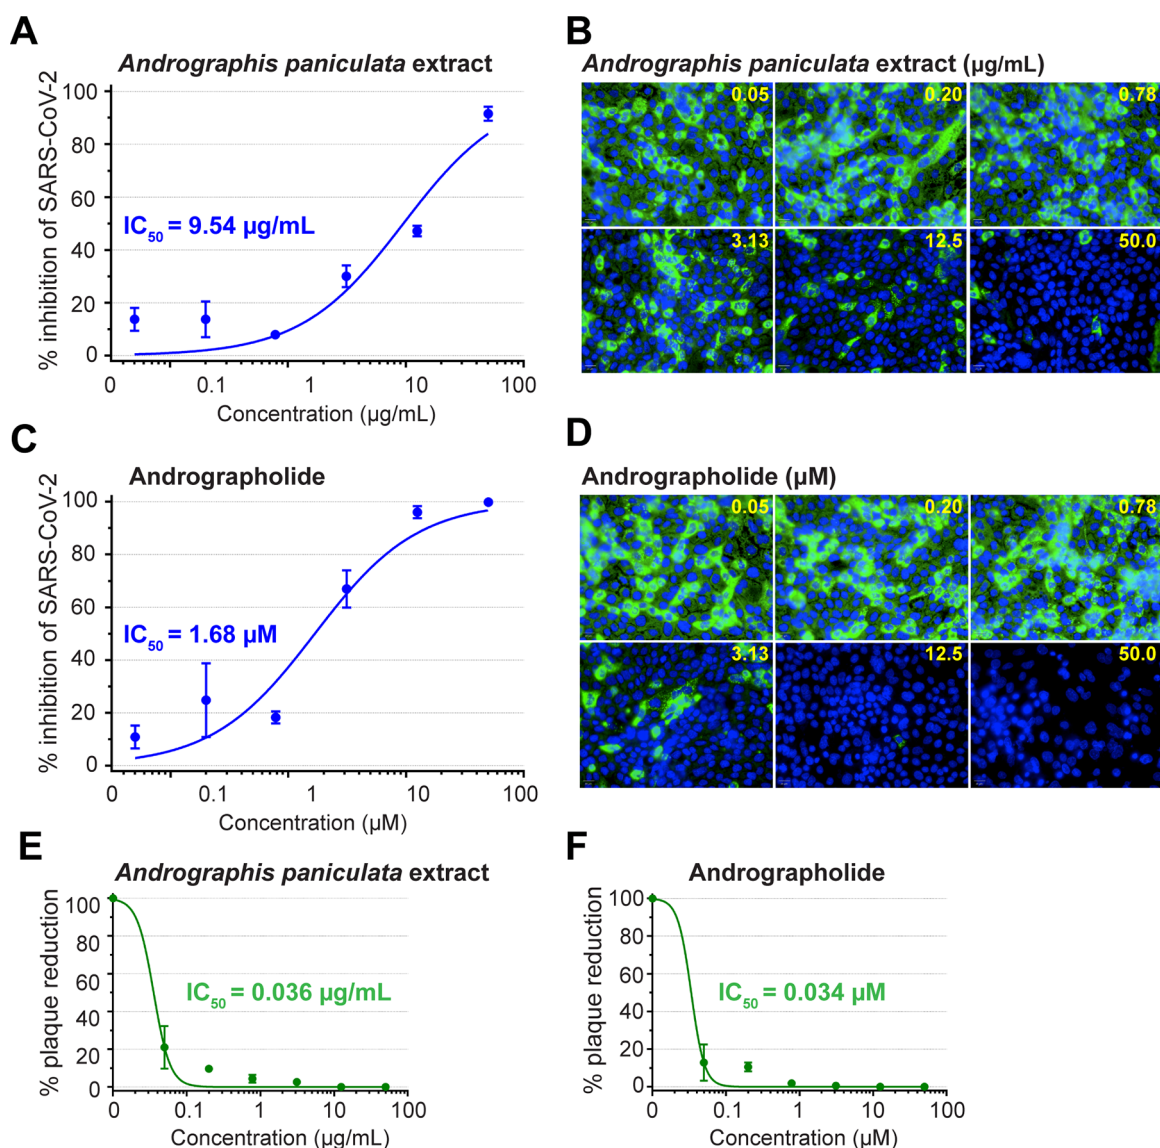 A
Andrographis paniculata extract
% inhibition of SARS-CoV-2
100
80
60
40
20
0
IC50 = 9.54 µg/mL
0 0.1 1 10 100
Concentration (µg/mL)
B
Andrographis paniculata extract (µg/mL)
0.05 0.20 0.78
3.13 12.5 50.0
C
Andrographolide
% inhibition of SARS-CoV-2
100
80
60
40
20
0
IC50 = 1.68 µM
0 0.1 1 10 100
Concentration (µM)
D
Andrographolide (µM)
0.05 0.20 0.78
3.13 12.5 50.0
E
Andrographis paniculata extract
% plaque reduction
100
80
60
40
20
0
IC50 = 0.036 µg/mL
0 0.1 1 10 100
Concentration (µg/mL)
F
Andrographolide
% plaque reduction
100
80
60
40
20
0
IC50 = 0.034 µM
0 0.1 1 10 100
Concentration (µM)